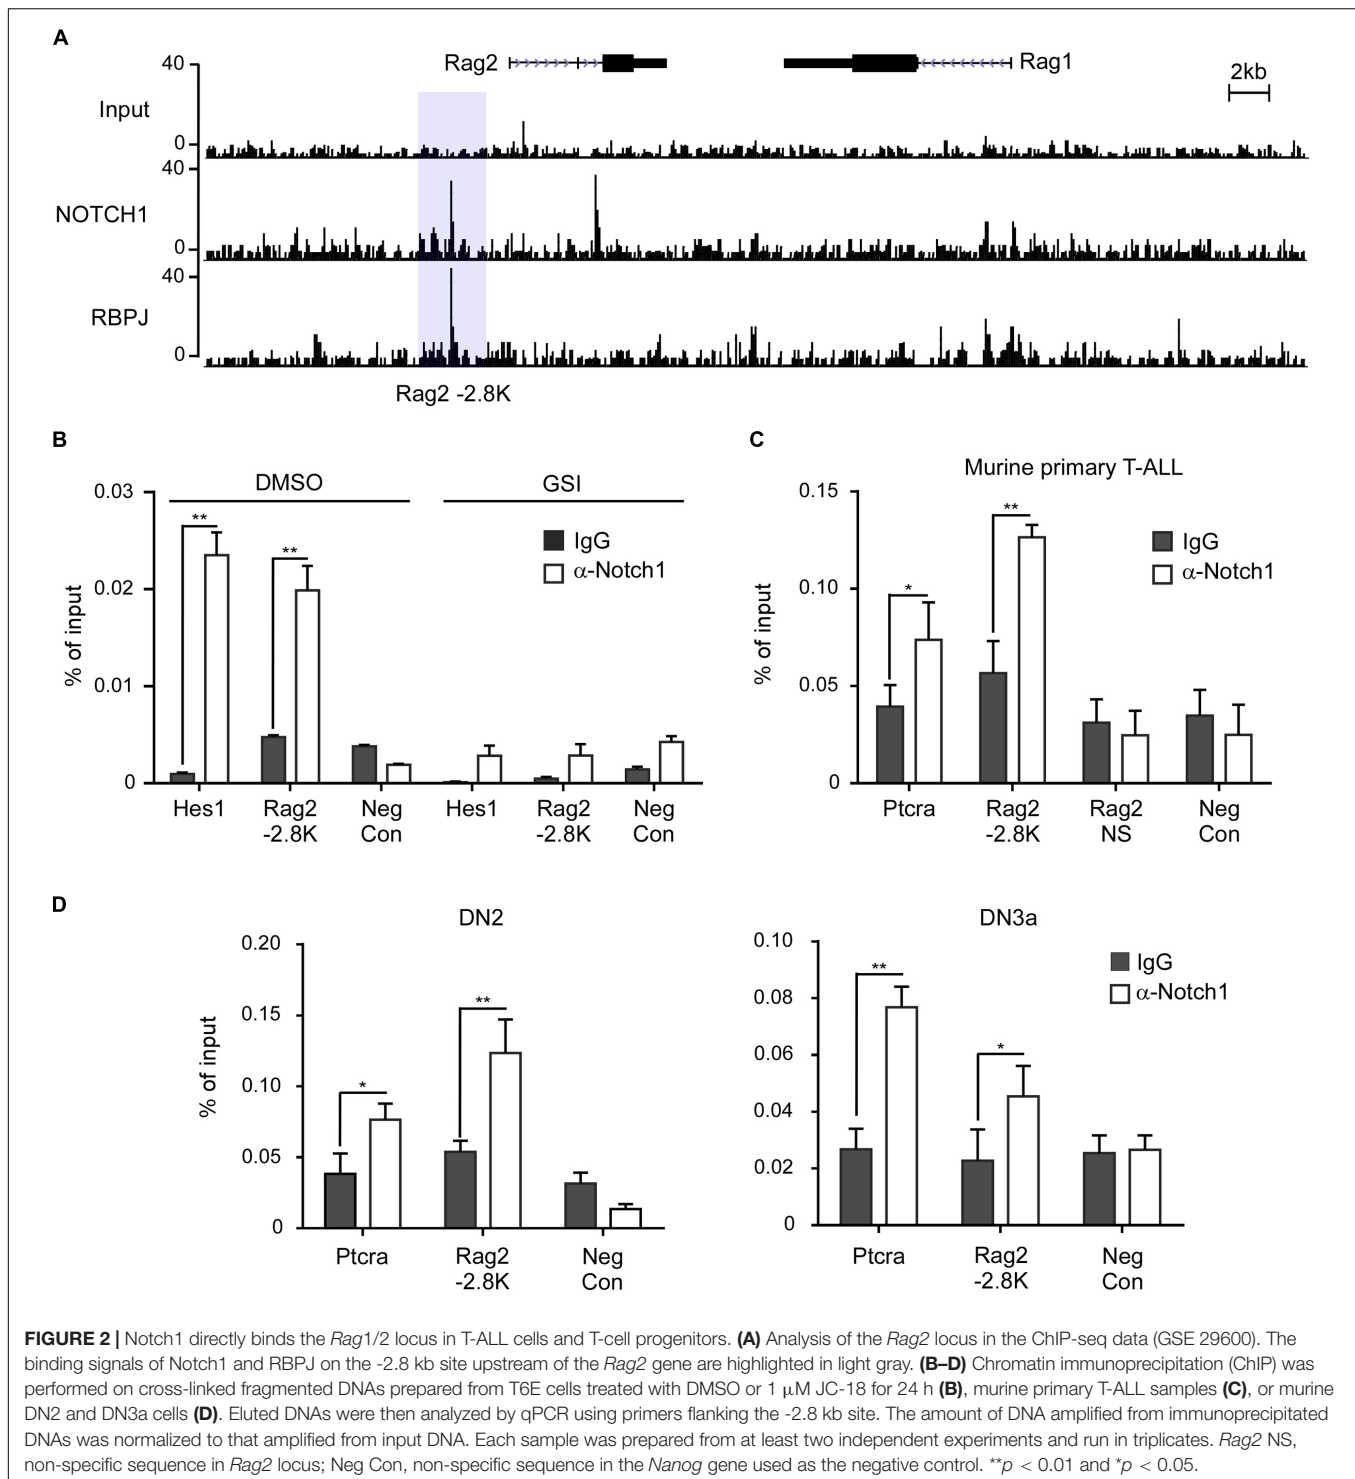 A
40 Rag2 Rag1
2kb
Input
0
40
NOTCH1
0
40
RBPJ
0
Rag2 -2.8K
B
DMSO GSI
0.03
** **
IgG
α-Notch1
0.02
% of input
0.01
0
Hes1 Rag2 Neg Hes1 Rag2 Neg
-2.8K Con -2.8K Con
C
Murine primary T-ALL
0.15
**
IgG
α-Notch1
0.10
*
% of input
0.05
0
Ptcra Rag2 Rag2 Neg
-2.8K NS Con
D
DN2
0.20
0.15
**
% of input
0.10
*
0.05
0
Ptcra Rag2 Neg
-2.8K Con
DN3a
0.10
IgG
α-Notch1
**
0.08
0.06
*
0.04
0.02
0
Ptcra Rag2 Neg
-2.8K Con
FIGURE 2 | Notch1 directly binds the Rag1/2 locus in T-ALL cells and T-cell progenitors. (A) Analysis of the Rag2 locus in the ChIP-seq data (GSE 29600). The
binding signals of Notch1 and RBPJ on the -2.8 kb site upstream of the Rag2 gene are highlighted in light gray. (B–D) Chromatin immunoprecipitation (ChIP) was
performed on cross-linked fragmented DNAs prepared from T6E cells treated with DMSO or 1 μM JC-18 for 24 h (B), murine primary T-ALL samples (C), or murine
DN2 and DN3a cells (D). Eluted DNAs were then analyzed by qPCR using primers flanking the -2.8 kb site. The amount of DNA amplified from immunoprecipitated
DNAs was normalized to that amplified from input DNA. Each sample was prepared from at least two independent experiments and run in triplicates. Rag2 NS,
non-specific sequence in Rag2 locus; Neg Con, non-specific sequence in the Nanog gene used as the negative control. **p < 0.01 and *p < 0.05.